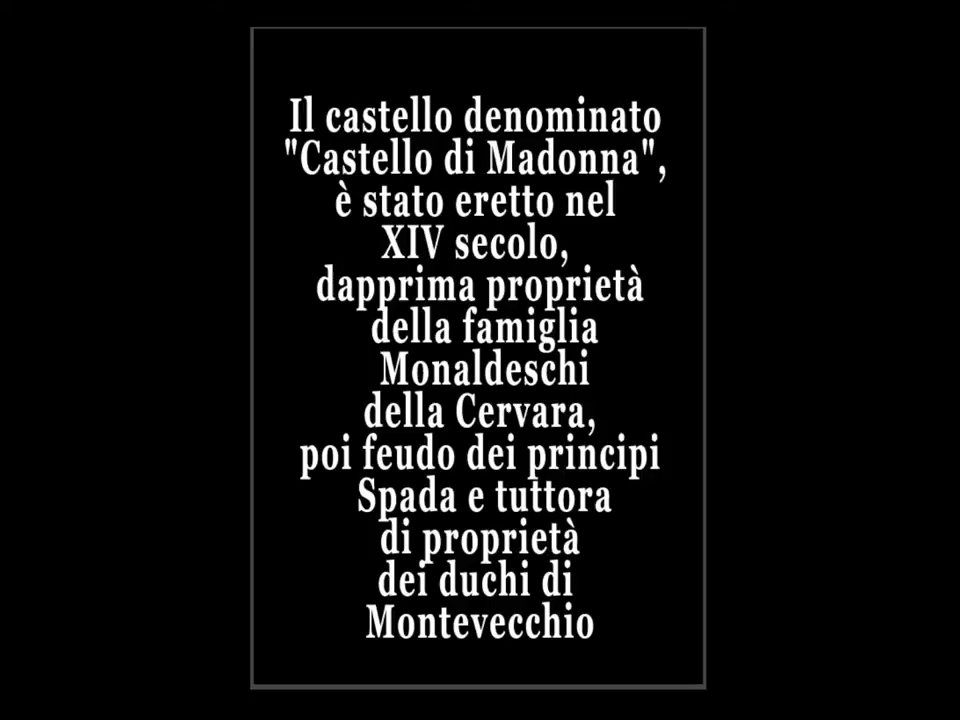 Il castello denominato
"Castello di Madonna",
è stato eretto nel
XIV secolo,
dapprima proprietà
della famiglia
Monaldeschi
della Cervara,
poi feudo dei principi
Spada e tuttora
di proprietà
dei duchi di
Montevecchio